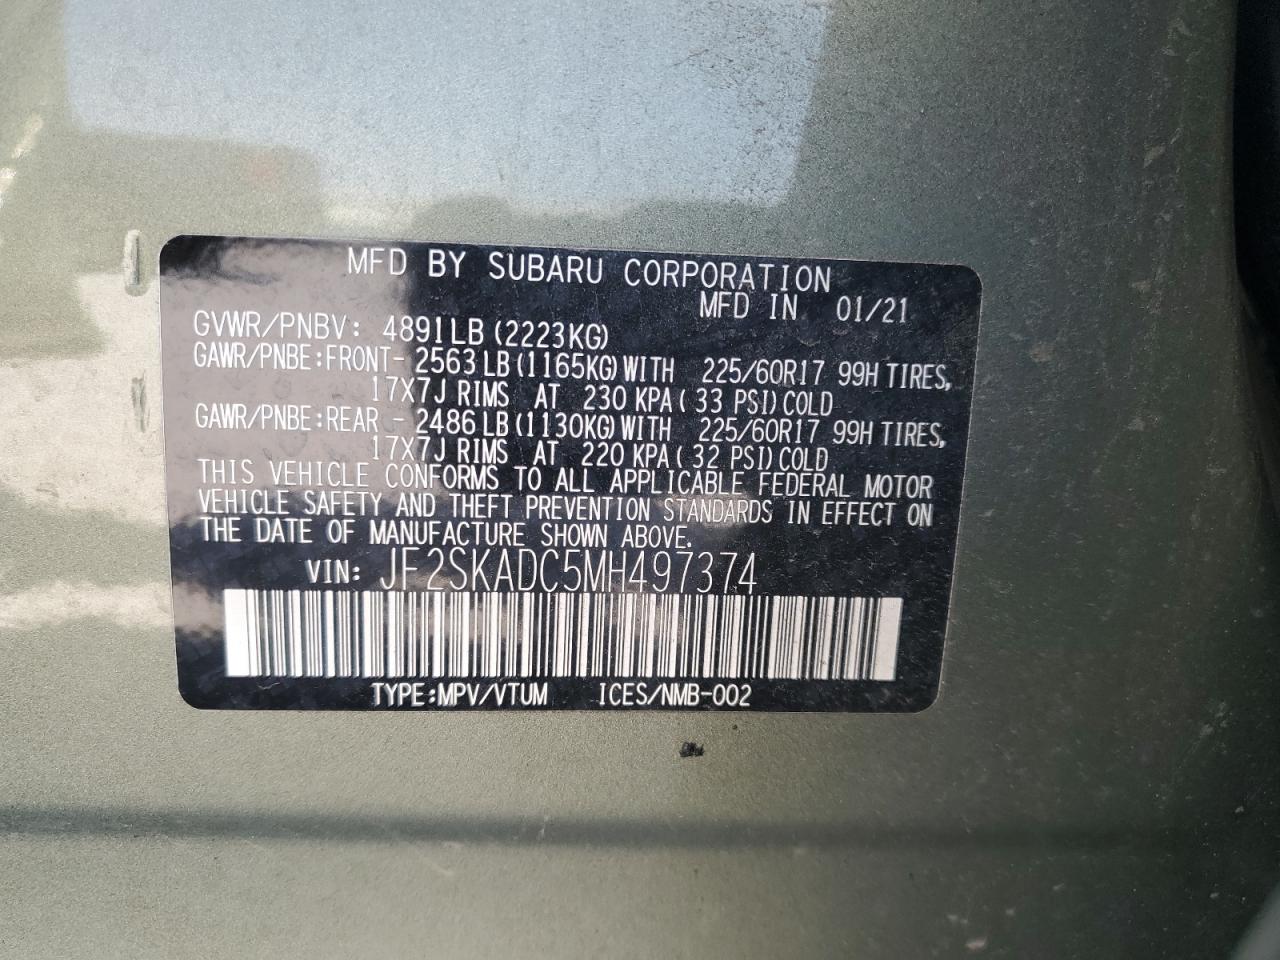 MFD BY SUBARU CORPORATION
MFD IN 01/21
GVWR/PNBV: 4891LB (2223KG)
GAWR/PNBE:FRONT- 2563LB(1165KG)WITH 225/60R17 99H TIRES,
17X7J RIMS AT 230 KPA( 33 PSI)COLD
GAWR/PNBE:REAR - 2486LB(1130KG)WITH 225/60R17 99H TIRES,
17X7J RIMS AT 220 KPA( 32 PSI)COLD
THIS VEHICLE CONFORMS TO ALL APPLICABLE FEDERAL MOTOR
VEHICLE SAFETY AND THEFT PREVENTION STANDARDS IN EFFECT ON
THE DATE OF MANUFACTURE SHOWN ABOVE.
VIN: JF2SKADC5MH497374
TYPE:MPV/VTUM ICES/NMB-002